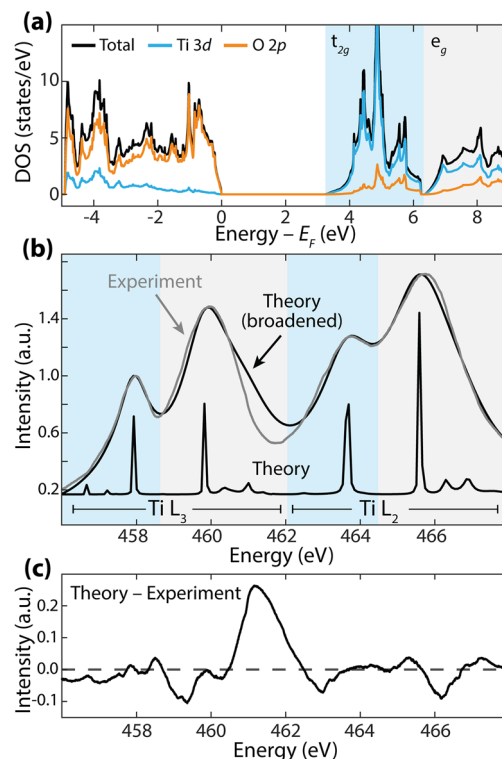 (a)
Total Ti 3d O 2p
t2g
eg
DOS (states/eV)
10
5
0
-4 -2 0 2 4 6 8
Energy – EF (eV)
(b)
Experiment
Theory
(broadened)
Theory
Intensity (a.u.)
1.4
1.0
0.6
0.2
Ti L3
Ti L2
458 460 462 464 466
Energy (eV)
(c)
Theory – Experiment
Intensity (a.u.)
0.2
0.1
0.0
-0.1
458 460 462 464 466
Energy (eV)